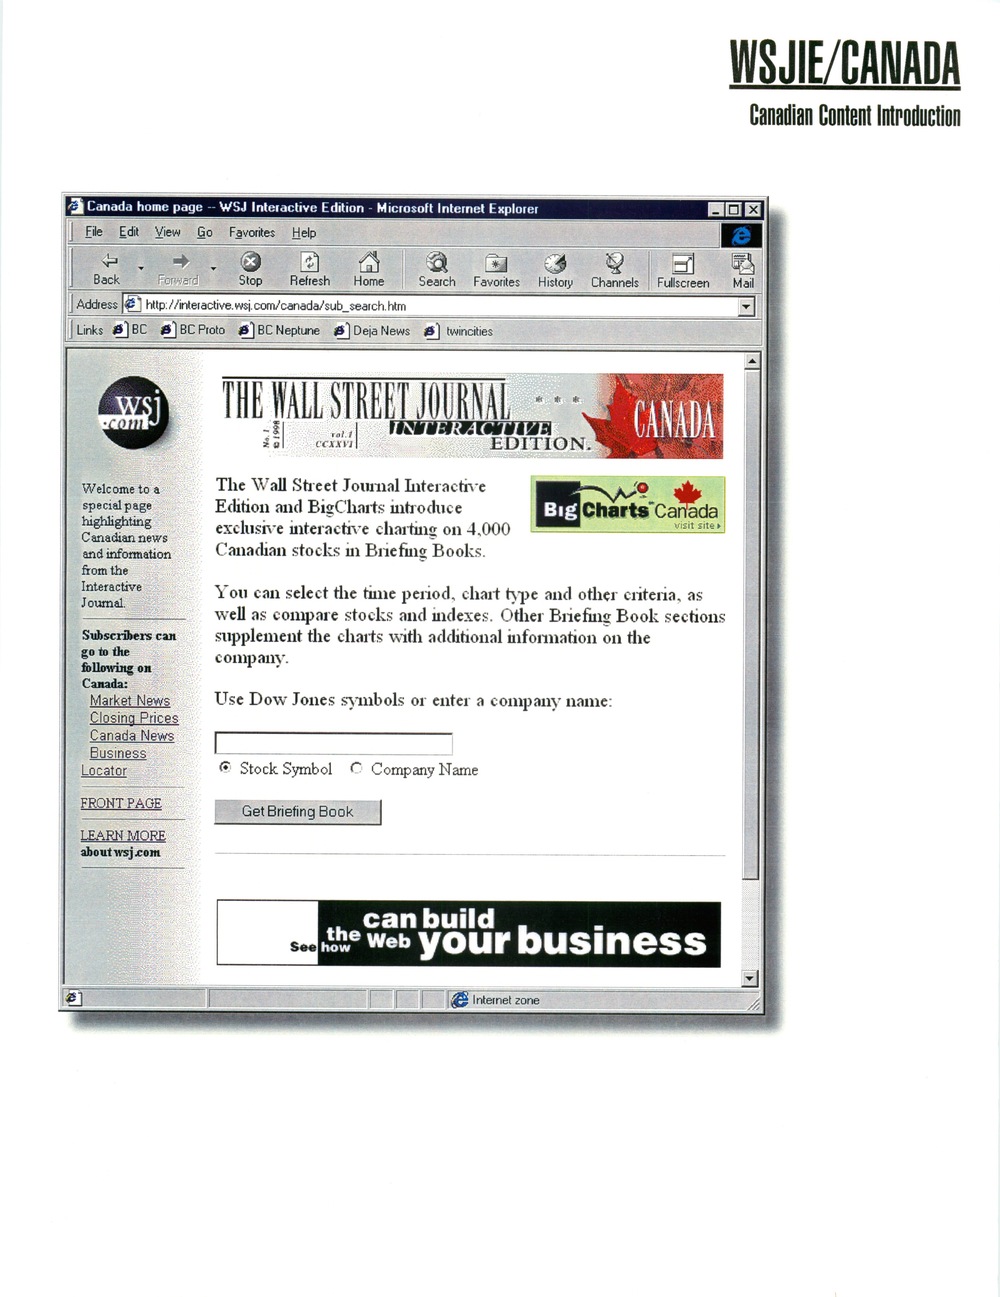 WSJIE/CANADA
Canadian Content Introduction
Canada home page -- WSJ Interactive Edition - Microsoft Internet Explorer
File Edit View Go Favorites Help
Back Forward Stop Refresh Home Search Favorites History Channels Fullscreen Mail
Address http://interactive.wsj.com/canada/sub_search.htm
Links BC BC Proto BC Neptune Deja News twincities
wsj
.com
THE WALL STREET JOURNAL
INTERACTIVE
EDITION.
No. 1
© 1998
vol.1
CCXXVI
* * *
CANADA
Welcome to a
special page
highlighting
Canadian news
and information
from the
Interactive
Journal.
Subscribers can
go to the
following on
Canada:
Market News
Closing Prices
Canada News
Business
Locator
FRONT PAGE
LEARN MORE
about wsj.com
The Wall Street Journal Interactive
Edition and BigCharts introduce
exclusive interactive charting on 4,000
Canadian stocks in Briefing Books.
BigCharts™ Canada
visit site
You can select the time period, chart type and other criteria, as
well as compare stocks and indexes. Other Briefing Book sections
supplement the charts with additional information on the
company.
Use Dow Jones symbols or enter a company name:
Stock Symbol Company Name
Get Briefing Book
See how the Web can build your business
Internet zone